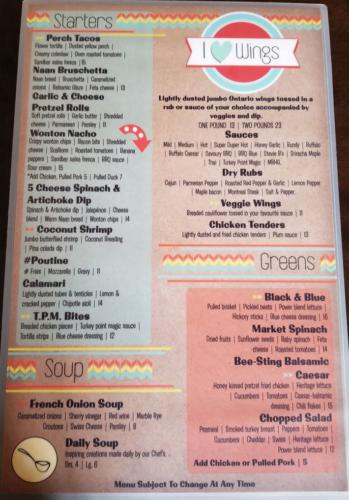 Starters
Perch Tacos
Flower tortilla | Dusted yellow perch |
Creamy coleslaw | Oven roasted tomatoes |
Sandbar salsa fresca | 15
Naan Bruschetta
Naan bread | Bruschetta | Caramelized
onions | Balsamic Glaze | Feta cheese | 13
Garlic & Cheese
Pretzel Rolls
Soft pretzel rolls | Garlic butter | Shredded
cheese | Parmesan | Parsley | 11
Wonton Nacho
Crispy wonton chips | Bacon bits | Shredded
cheese | Scallions | Roasted tomatoes | Banana
peppers | Sandbar salsa fresca | BBQ sauce |
Sour cream | 15
*Add Chicken, Pulled Pork 5 | Pulled Duck 7
5 Cheese Spinach &
Artichoke Dip
Spinach & Artichoke dip | Jalepénos | Cheese
blend | Warm Naan bread | Wonton chips | 14
Coconut Shrimp
Jumbo butterflied shrimp | Coconut Breading
| Pina colada dip | 11
#Poutine
# Fries | Mozzarella | Gravy | 11
Calamari
Lightly dusted tubes & tenticles | Lemon &
cracked pepper | Chipotle aioli | 14
T.P.M. Bites
Breaded chicken pieces | Turkey point magic sauce |
Tortilla strips | Blue cheese dressing | 12
Soup
French Onion Soup
Caramelized onions | Sherry vinegar | Red wine | Marble Rye
Croutons | Swiss Cheese | Parsley | 8
Daily Soup
Inspiring creations made daily by our Chefs.
Sm. 4 | Lg. 6
I Wings
Lightly dusted jumbo Ontario wings tossed in a
rub or sauce of your choice accompanied by
veggies and dip.
ONE POUND 13 | TWO POUNDS 23
Sauces
Mild | Medium | Hot | Super Duper Hot | Honey Garlic | Bundy | Buffalo
| Buffalo Caesar | Savoury BBQ | BBQ Blue | Stevie B's | Sriracha Maple
| Thai | Turkey Point Magic | MR40.
Dry Rubs
Cajun | Parmesan Pepper | Roasted Red Pepper & Garlic | Lemon Pepper
| Maple bacon | Montreal Steak | Salt & Pepper.
Veggie Wings
Breaded cauliflower tossed in your favourite sauce | 11
Chicken Tenders
Lightly dusted and fried chicken tenders | Plum sauce | 13
Greens
Black & Blue
Pulled brisket | Pickled beets | Power blend lettuce |
Hickory sticks | Blue cheese dressing | 16
Market Spinach
Dried fruits | Sunflower seeds | Baby spinach | Feta
cheese | Roasted tomatoes | 14
Bee-Sting Balsamic
Caesar
Honey kissed pretzel fried chicken | Heritage lettuce
| Cucumbers | Tomatoes | Caesar-balsamic
dressing | Chili flakes | 15
Chopped Salad
Peameal | Smoked turkey breast | Peppers | Tomatoes |
Cucumbers | Cheddar | Swiss | Heritage lettuce |
Power blend lettuce | 12
Add Chicken or Pulled Pork | 5
Menu Subject To Change At Any Time